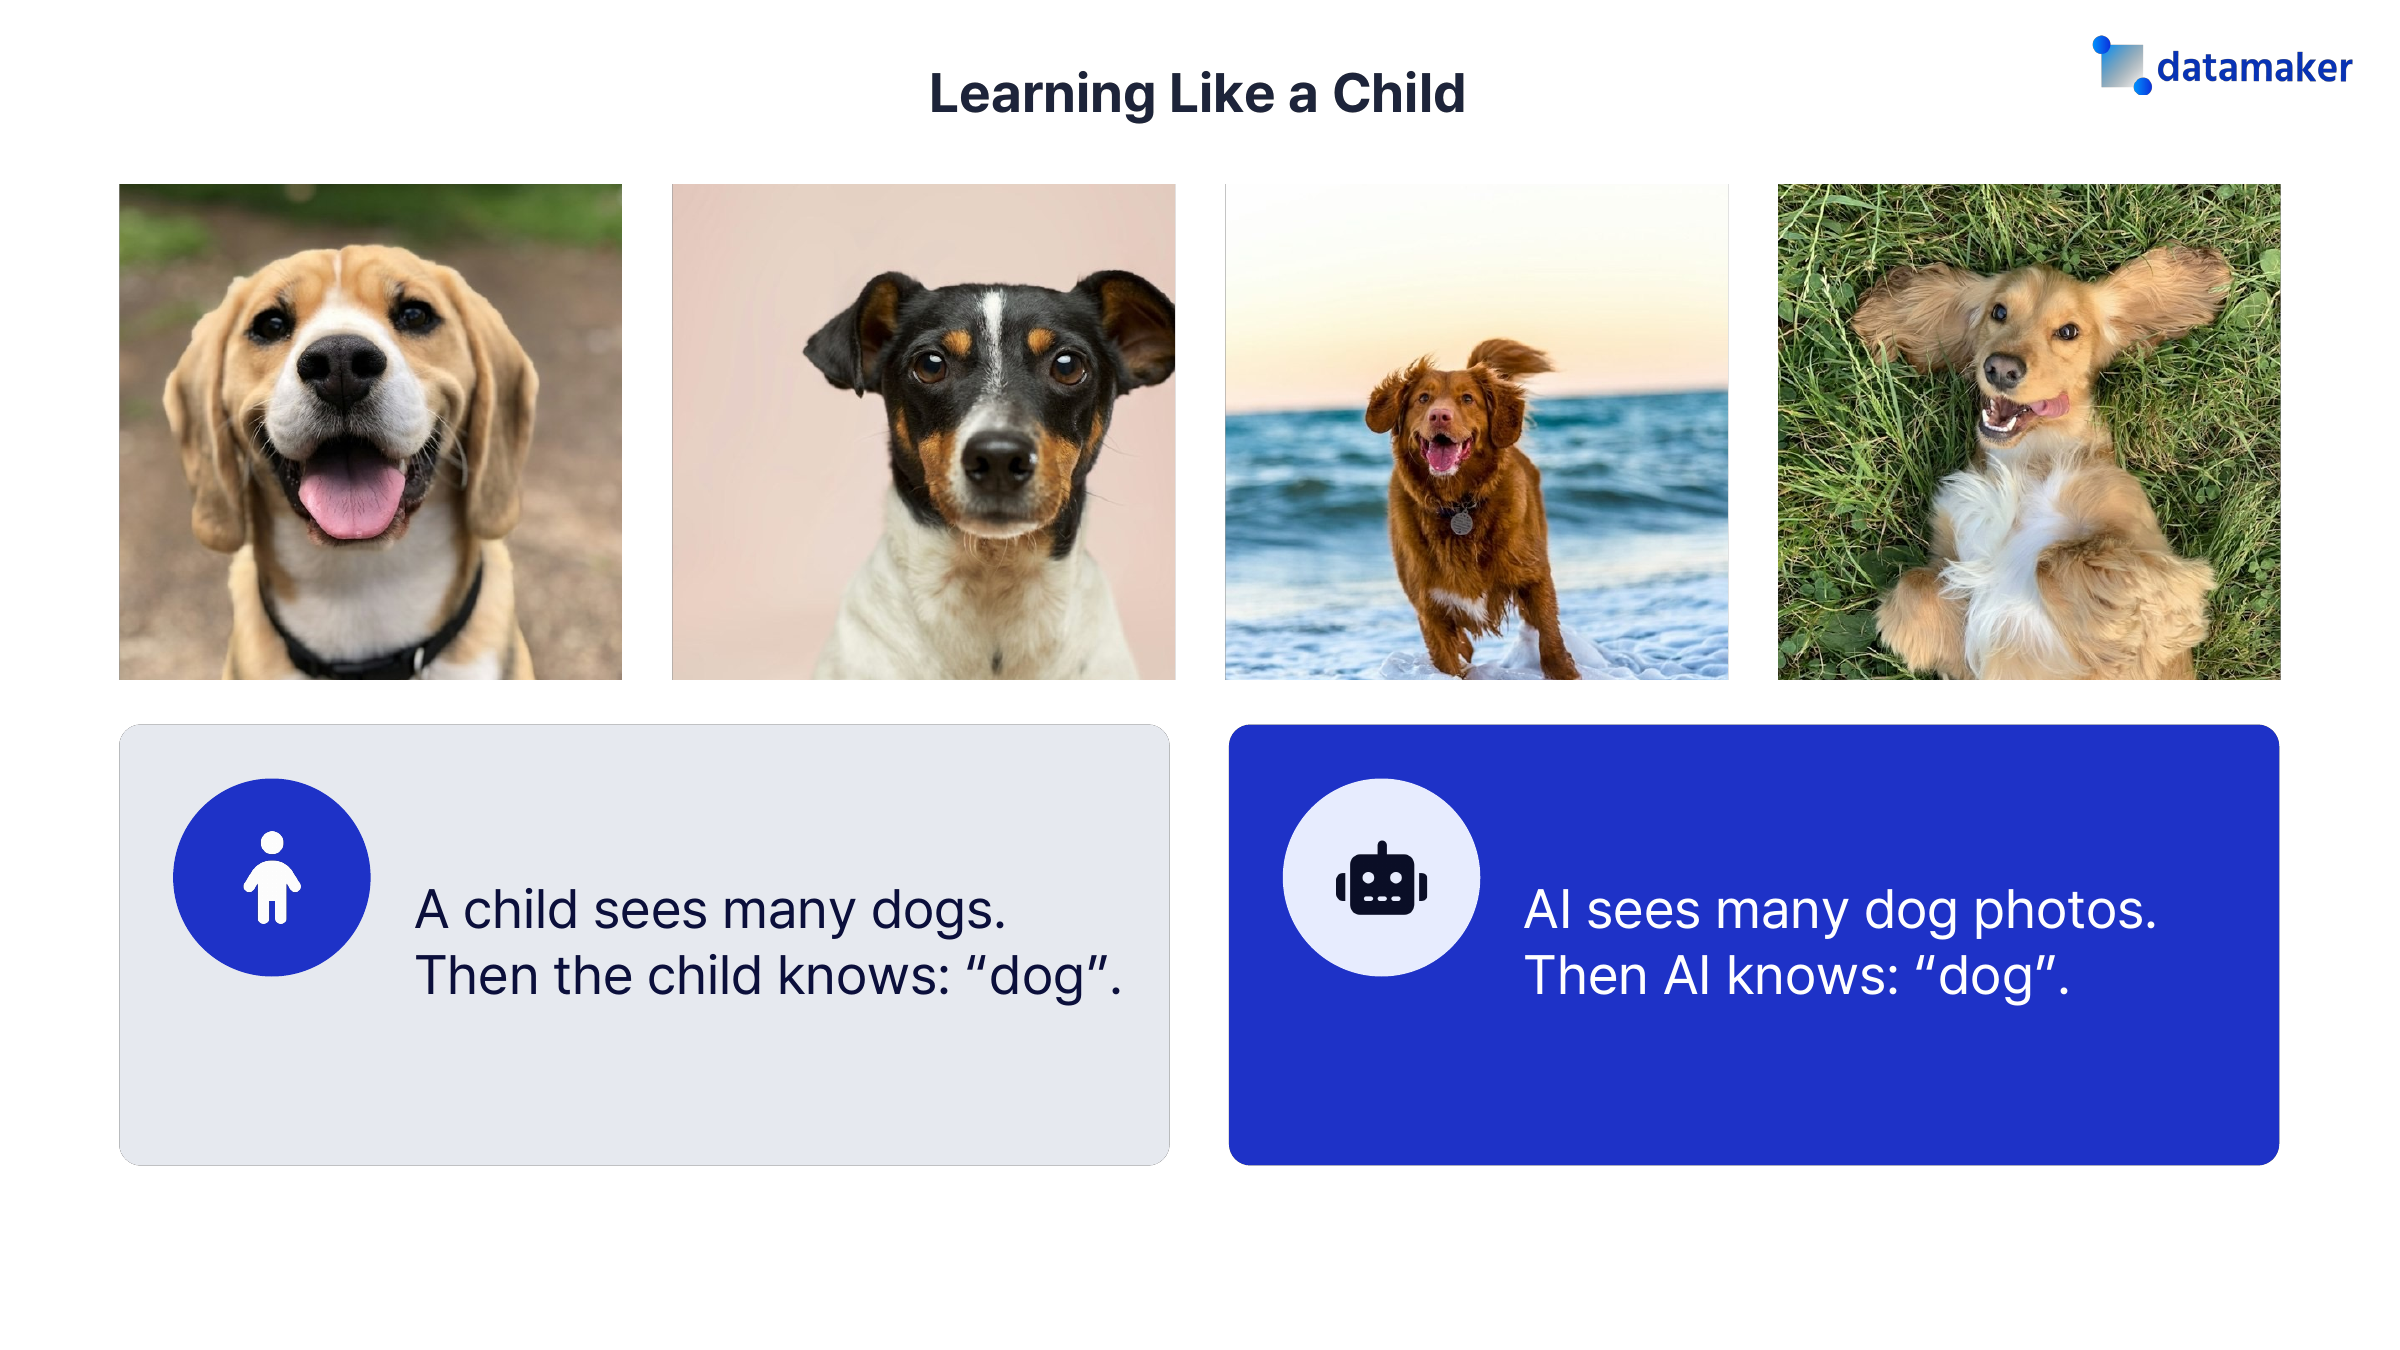 Learning Like a Child
datamaker
A child sees many dogs.
Then the child knows: “dog”.
AI sees many dog photos.
Then AI knows: “dog”.